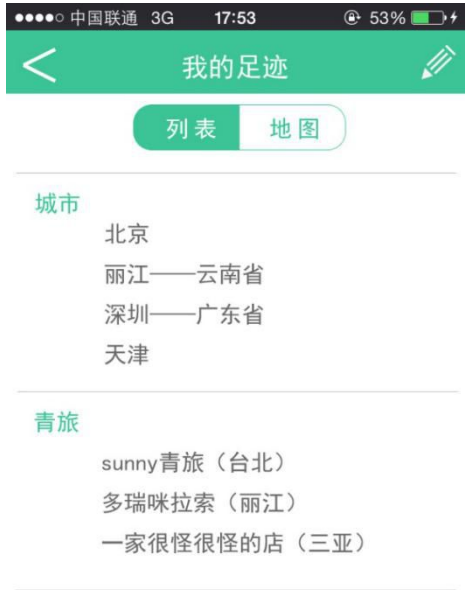 中国联通 3G 17:53 53%
我的足迹
列表 地图
城市
北京
丽江——云南省
深圳——广东省
天津
青旅
sunny青旅（台北）
多瑞咪拉索（丽江）
一家很怪很怪的店（三亚）